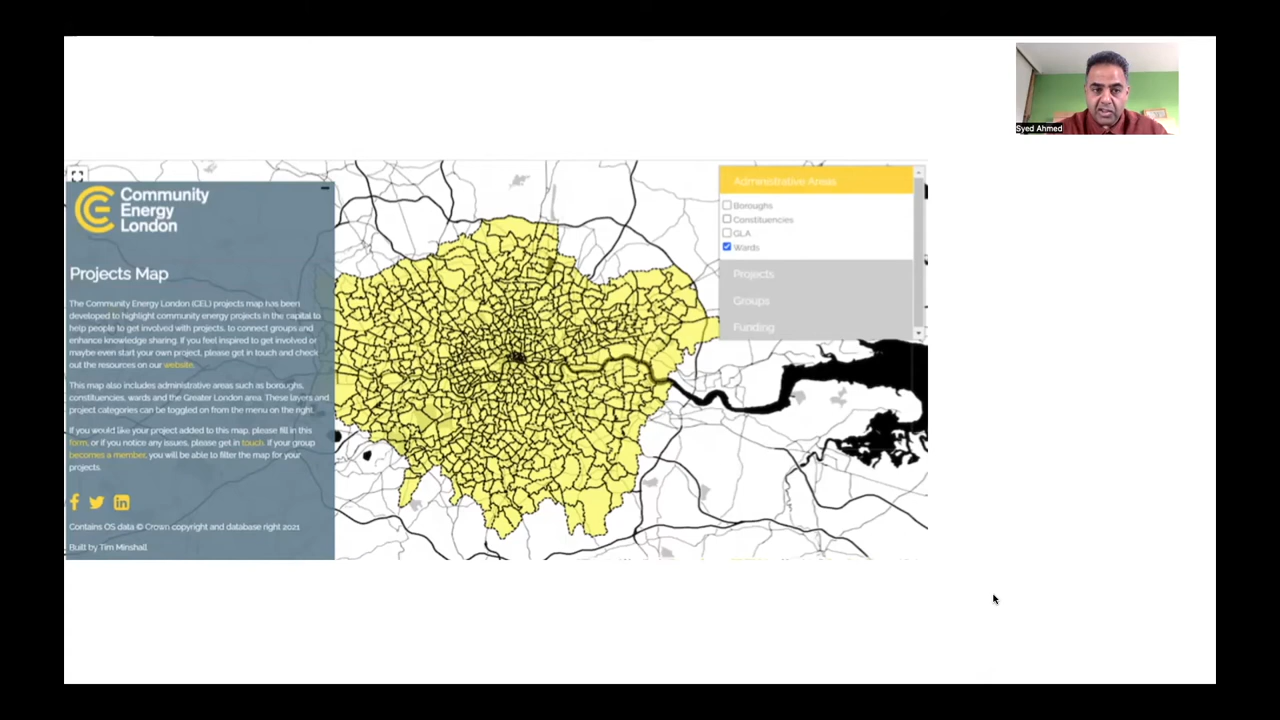 Syed Ahmed
Community
Energy
London
Projects Map
The Community Energy London (CEL) projects map has been
developed to highlight community energy projects in the capital to
help people to get involved with projects, to connect groups and
enhance knowledge sharing. If you feel inspired to get involved or
maybe even start your own project, please get in touch and check
out the resources on our website.
This map also includes administrative areas such as boroughs,
constituencies, wards and the Greater London area. These layers and
project categories can be toggled on from the menu on the right.
If you would like your project added to this map, please fill in this
form, or if you notice any issues, please get in touch. If your group
becomes a member, you will be able to filter the map for your
projects.
Contains OS data © Crown copyright and database right 2021
Built by Tim Minshall
Administrative Areas
Boroughs
Constituencies
GLA
Wards
Projects
Groups
Funding